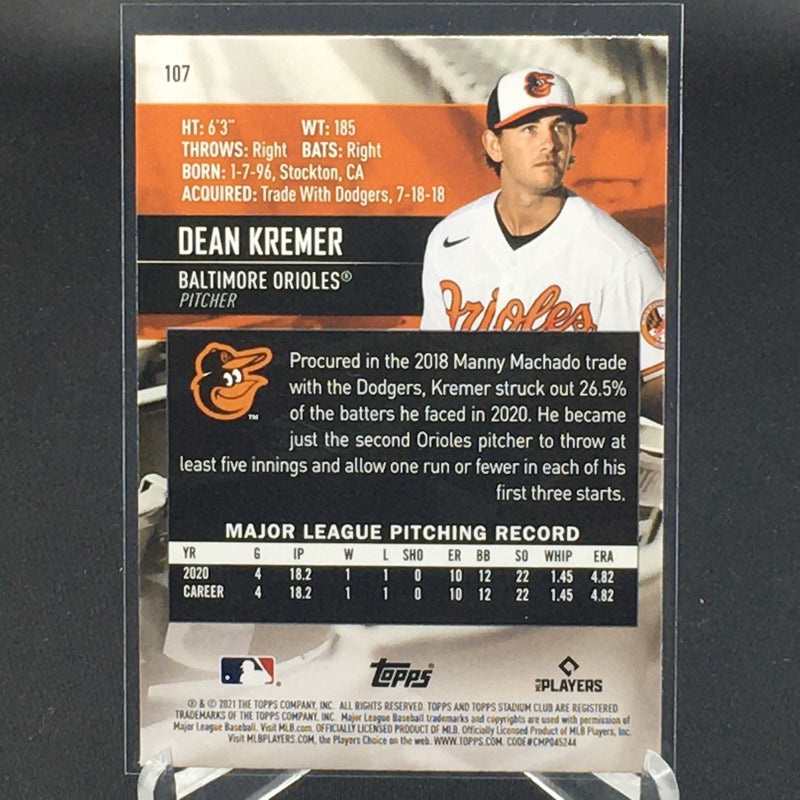 107
HT: 6'3" WT: 185
THROWS: Right BATS: Right
BORN: 1-7-96, Stockton, CA
ACQUIRED: Trade With Dodgers, 7-18-18
DEAN KREMER
BALTIMORE ORIOLES®
PITCHER
Orioles
Procured in the 2018 Manny Machado trade
with the Dodgers, Kremer struck out 26.5%
of the batters he faced in 2020. He became
just the second Orioles pitcher to throw at
least five innings and allow one run or fewer in each of his
first three starts.
TM
MAJOR LEAGUE PITCHING RECORD
YR G IP W L SHO ER BB SO WHIP ERA
2020 4 18.2 1 1 0 10 12 22 1.45 4.82
CAREER 4 18.2 1 1 0 10 12 22 1.45 4.82
topps®
MLB PLAYERS
® & © 2021 THE TOPPS COMPANY, INC. ALL RIGHTS RESERVED. TOPPS AND TOPPS STADIUM CLUB ARE REGISTERED
TRADEMARKS OF THE TOPPS COMPANY, INC. Major League Baseball trademarks and copyrights are used with permission of
Major League Baseball. Visit MLB.com. OFFICIALLY LICENSED PRODUCT OF MLB. Officially Licensed Product of MLB Players, Inc.
Visit MLBPLAYERS.COM, the Players Choice on the web. WWW.TOPPS.COM. CODE#CMP045244